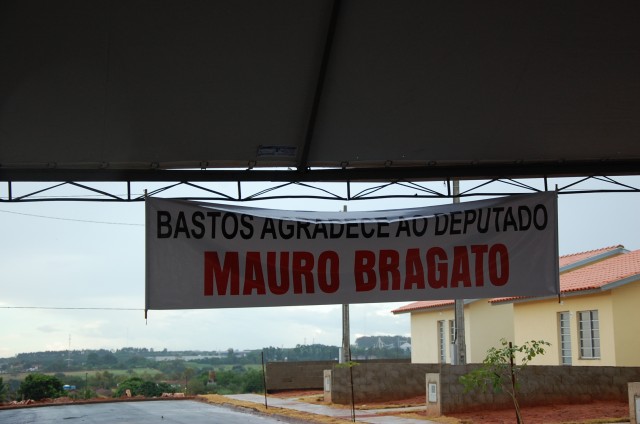 BASTOS AGRADECE AO DEPUTADO
MAURO BRAGATO